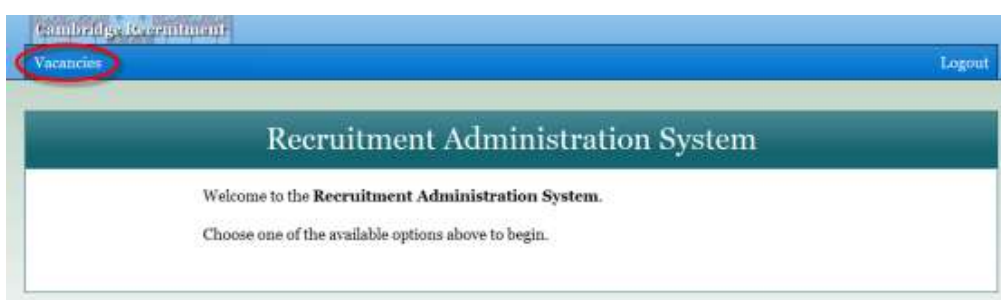 Cambridge Recruitment
Vacancies Logout
Recruitment Administration System
Welcome to the Recruitment Administration System.
Choose one of the available options above to begin.